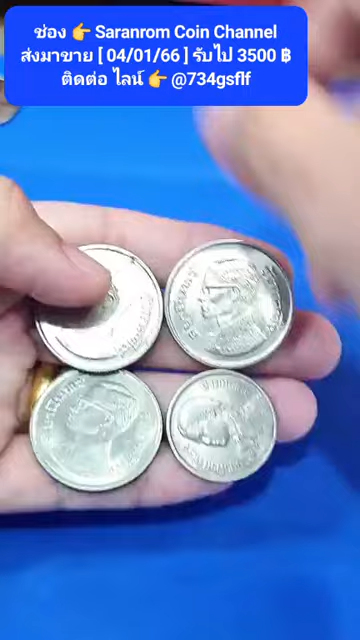 ช่อง 👉 Saranrom Coin Channel
ส่งมาขาย [ 04/01/66 ] รับไป 3500 ฿
ติดต่อ ไลน์ 👉 @734gsflf